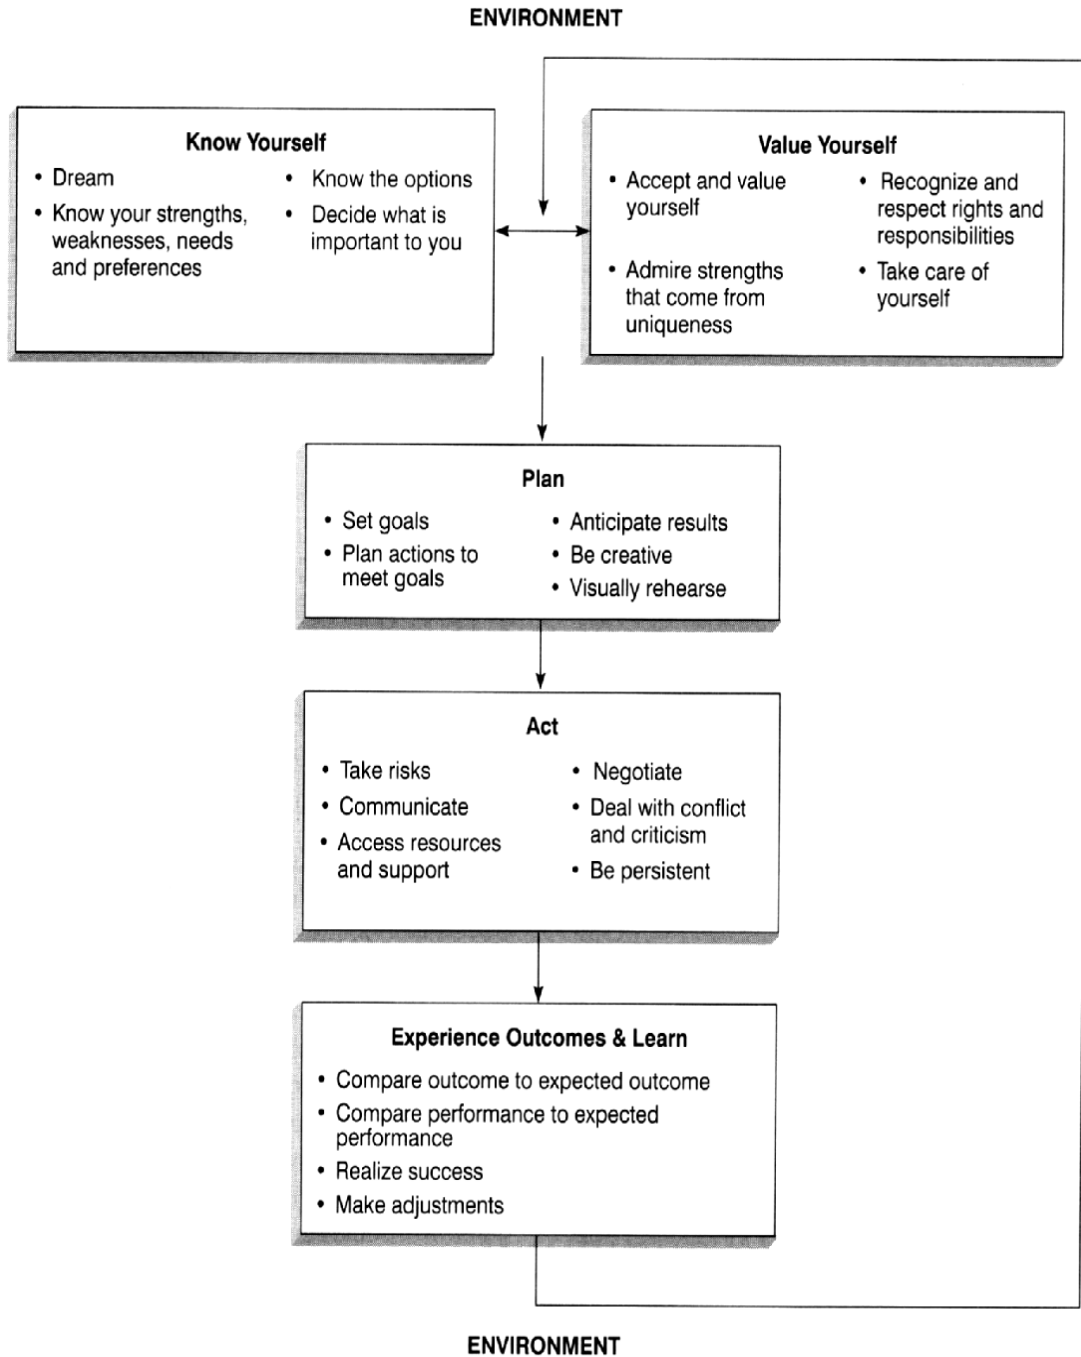 ENVIRONMENT
Know Yourself
• Dream
• Know your strengths,
weaknesses, needs
and preferences
• Know the options
• Decide what is
important to you
Value Yourself
• Accept and value
yourself
• Admire strengths
that come from
uniqueness
• Recognize and
respect rights and
responsibilities
• Take care of
yourself
Plan
• Set goals
• Plan actions to
meet goals
• Anticipate results
• Be creative
• Visually rehearse
Act
• Take risks
• Communicate
• Access resources
and support
• Negotiate
• Deal with conflict
and criticism
• Be persistent
Experience Outcomes & Learn
• Compare outcome to expected outcome
• Compare performance to expected
performance
• Realize success
• Make adjustments
ENVIRONMENT